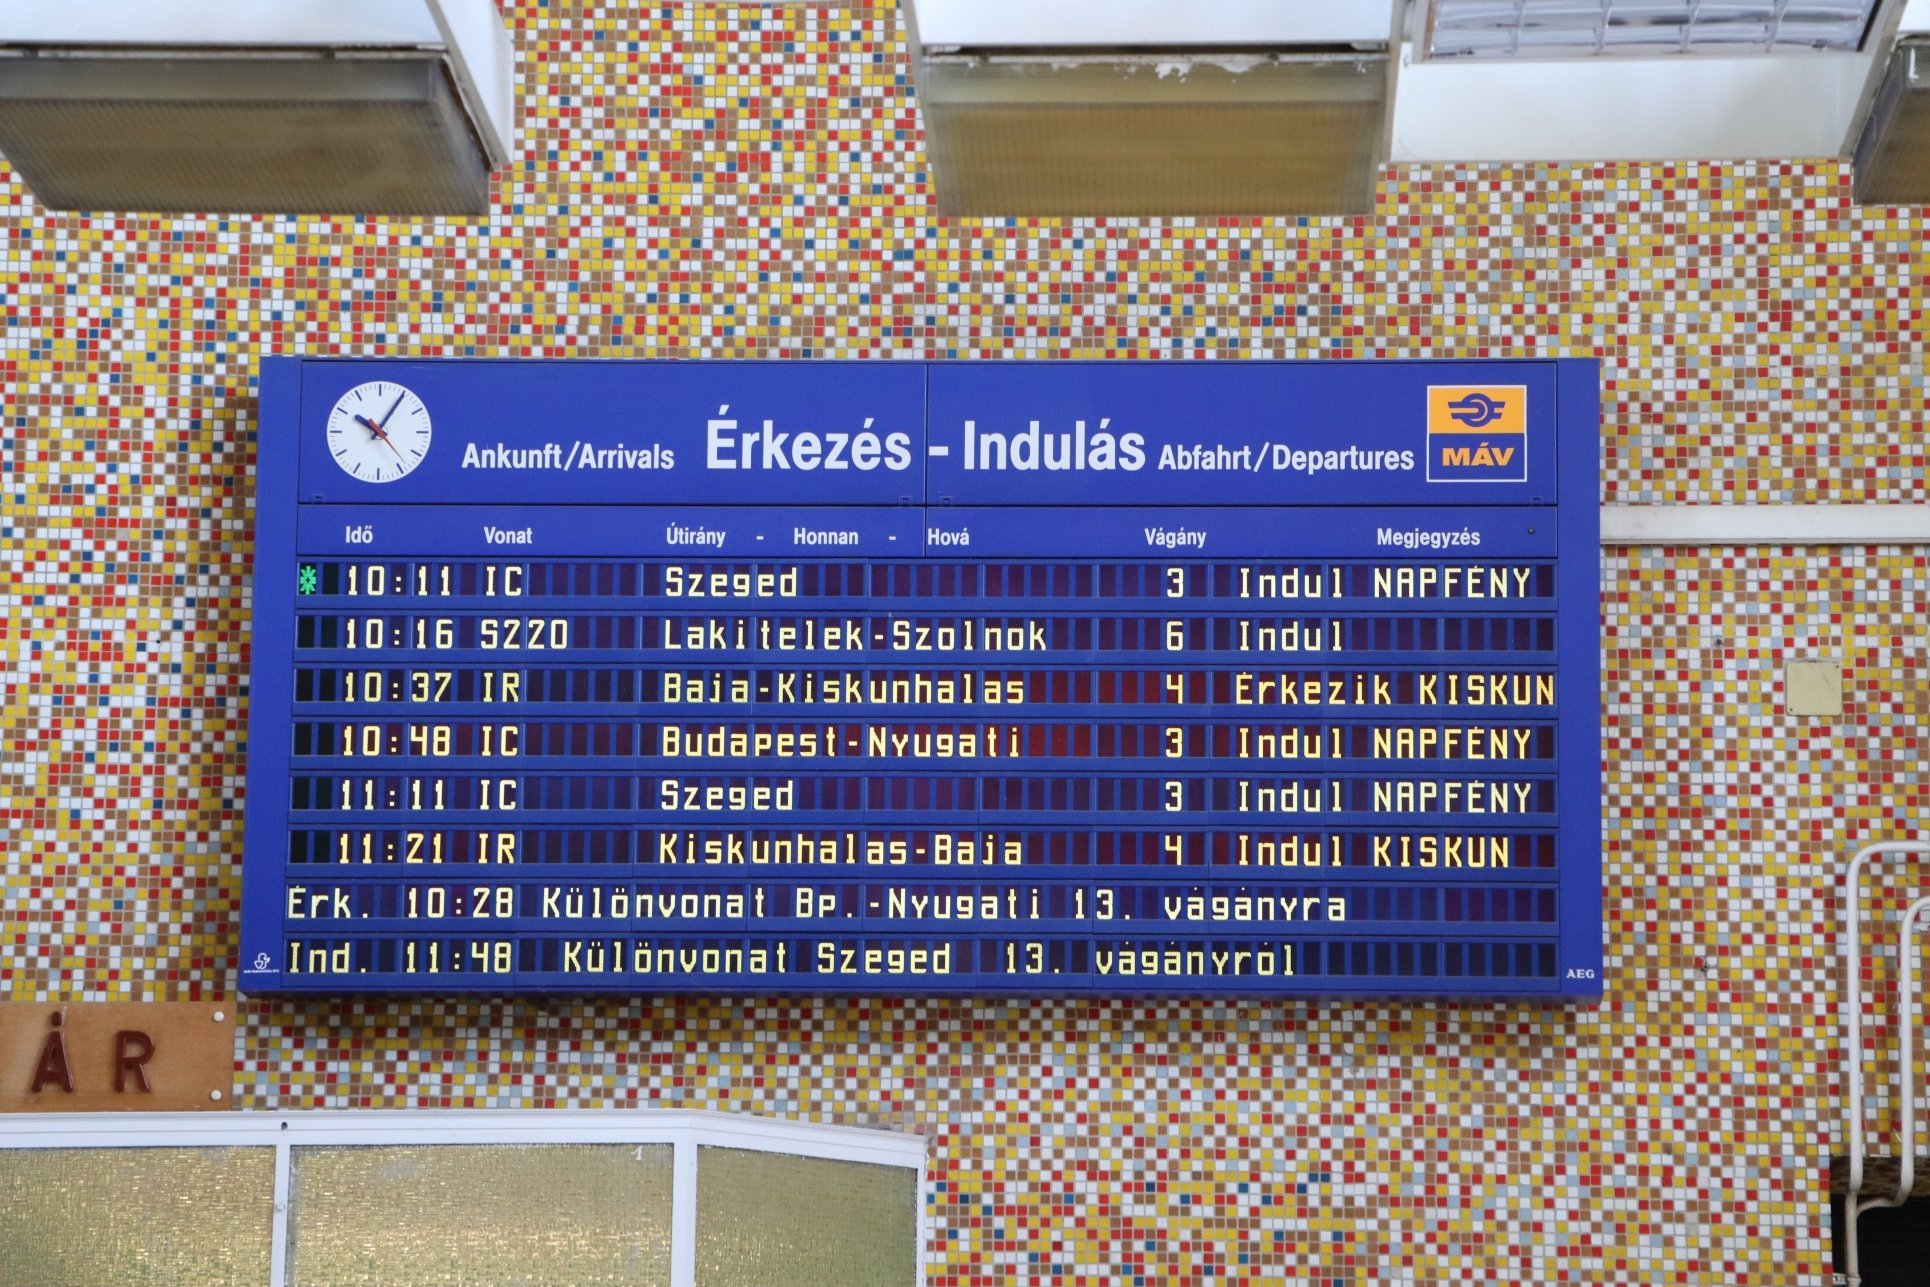 Ankunft/Arrivals Érkezés - Indulás Abfahrt/Departures MÁV
Idő Vonat Útirány - Honnan - Hová Vágány Megjegyzés
10:11 IC Szeged 3 Indul NAPFÉNY
10:16 S220 Lakitelek-Szolnok 6 Indul
10:37 IR Baja-Kiskunhalas 4 Érkezik KISKUN
10:48 IC Budapest-Nyugati 3 Indul NAPFÉNY
11:11 IC Szeged 3 Indul NAPFÉNY
11:21 IR Kiskunhalas-Baja 4 Indul KISKUN
Érk. 10:28 Különvonat Bp.-Nyugati 13. vágányra
Ind. 11:48 Különvonat Szeged 13. vágányról
AEG
ÁR